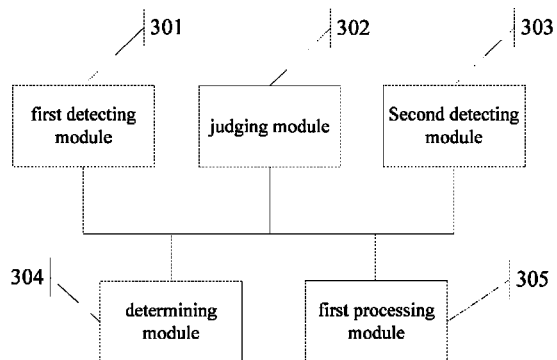 301
302
303
first detecting
module
judging module
Second detecting
module
304
determining
module
first processing
module
305